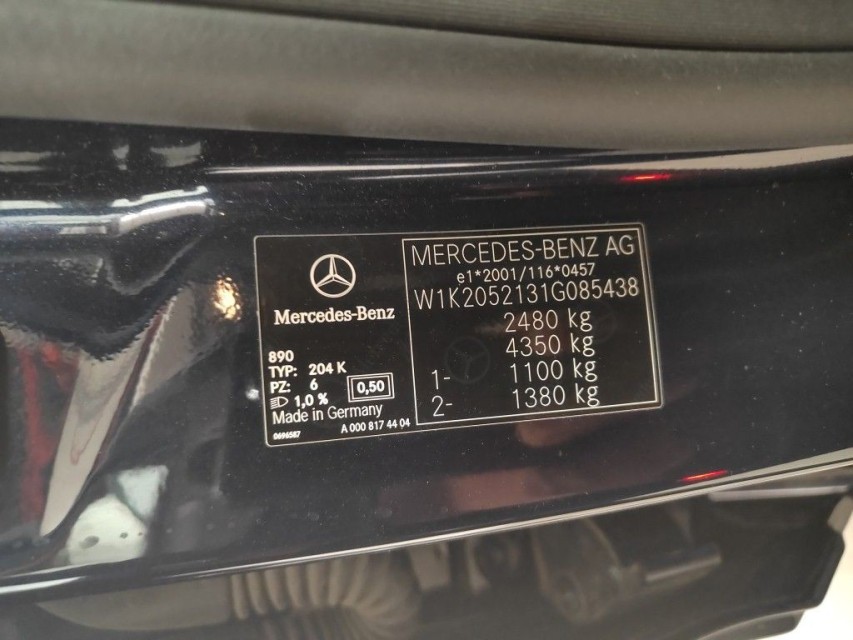 Mercedes-Benz
890
TYP: 204 K
PZ: 6
0,50
1,0 %
Made in Germany
0696587
A 000 817 44 04
MERCEDES-BENZ AG
e1*2001/116*0457
W1K2052131G085438
2480 kg
4350 kg
1- 1100 kg
2- 1380 kg